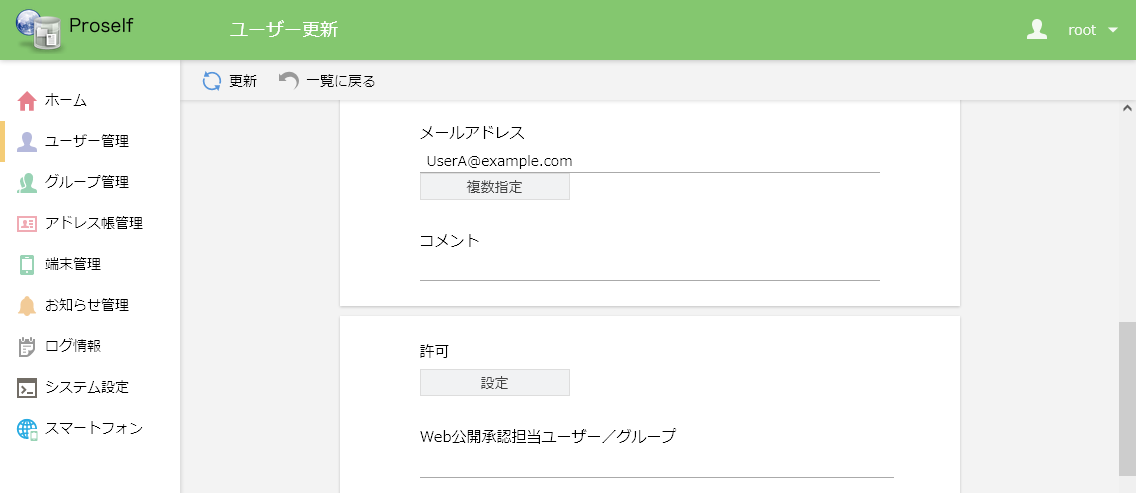 Proself
ユーザー更新
root
更新
一覧に戻る
ホーム
ユーザー管理
グループ管理
アドレス帳管理
端末管理
お知らせ管理
ログ情報
システム設定
スマートフォン
メールアドレス
UserA@example.com
複数指定
コメント
許可
設定
Web公開承認担当ユーザー／グループ